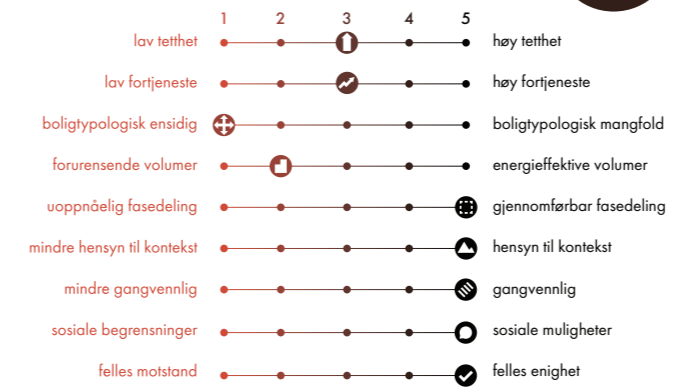 1 2 3 4 5
lav tetthet høy tetthet
lav fortjeneste høy fortjeneste
boligtypologisk ensidig boligtypologisk mangfold
forurensende volumer energieffektive volumer
uoppnåelig fasedeling gjennomførbar fasedeling
mindre hensyn til kontekst hensyn til kontekst
mindre gangvennlig gangvennlig
sosiale begrensninger sosiale muligheter
felles motstand felles enighet